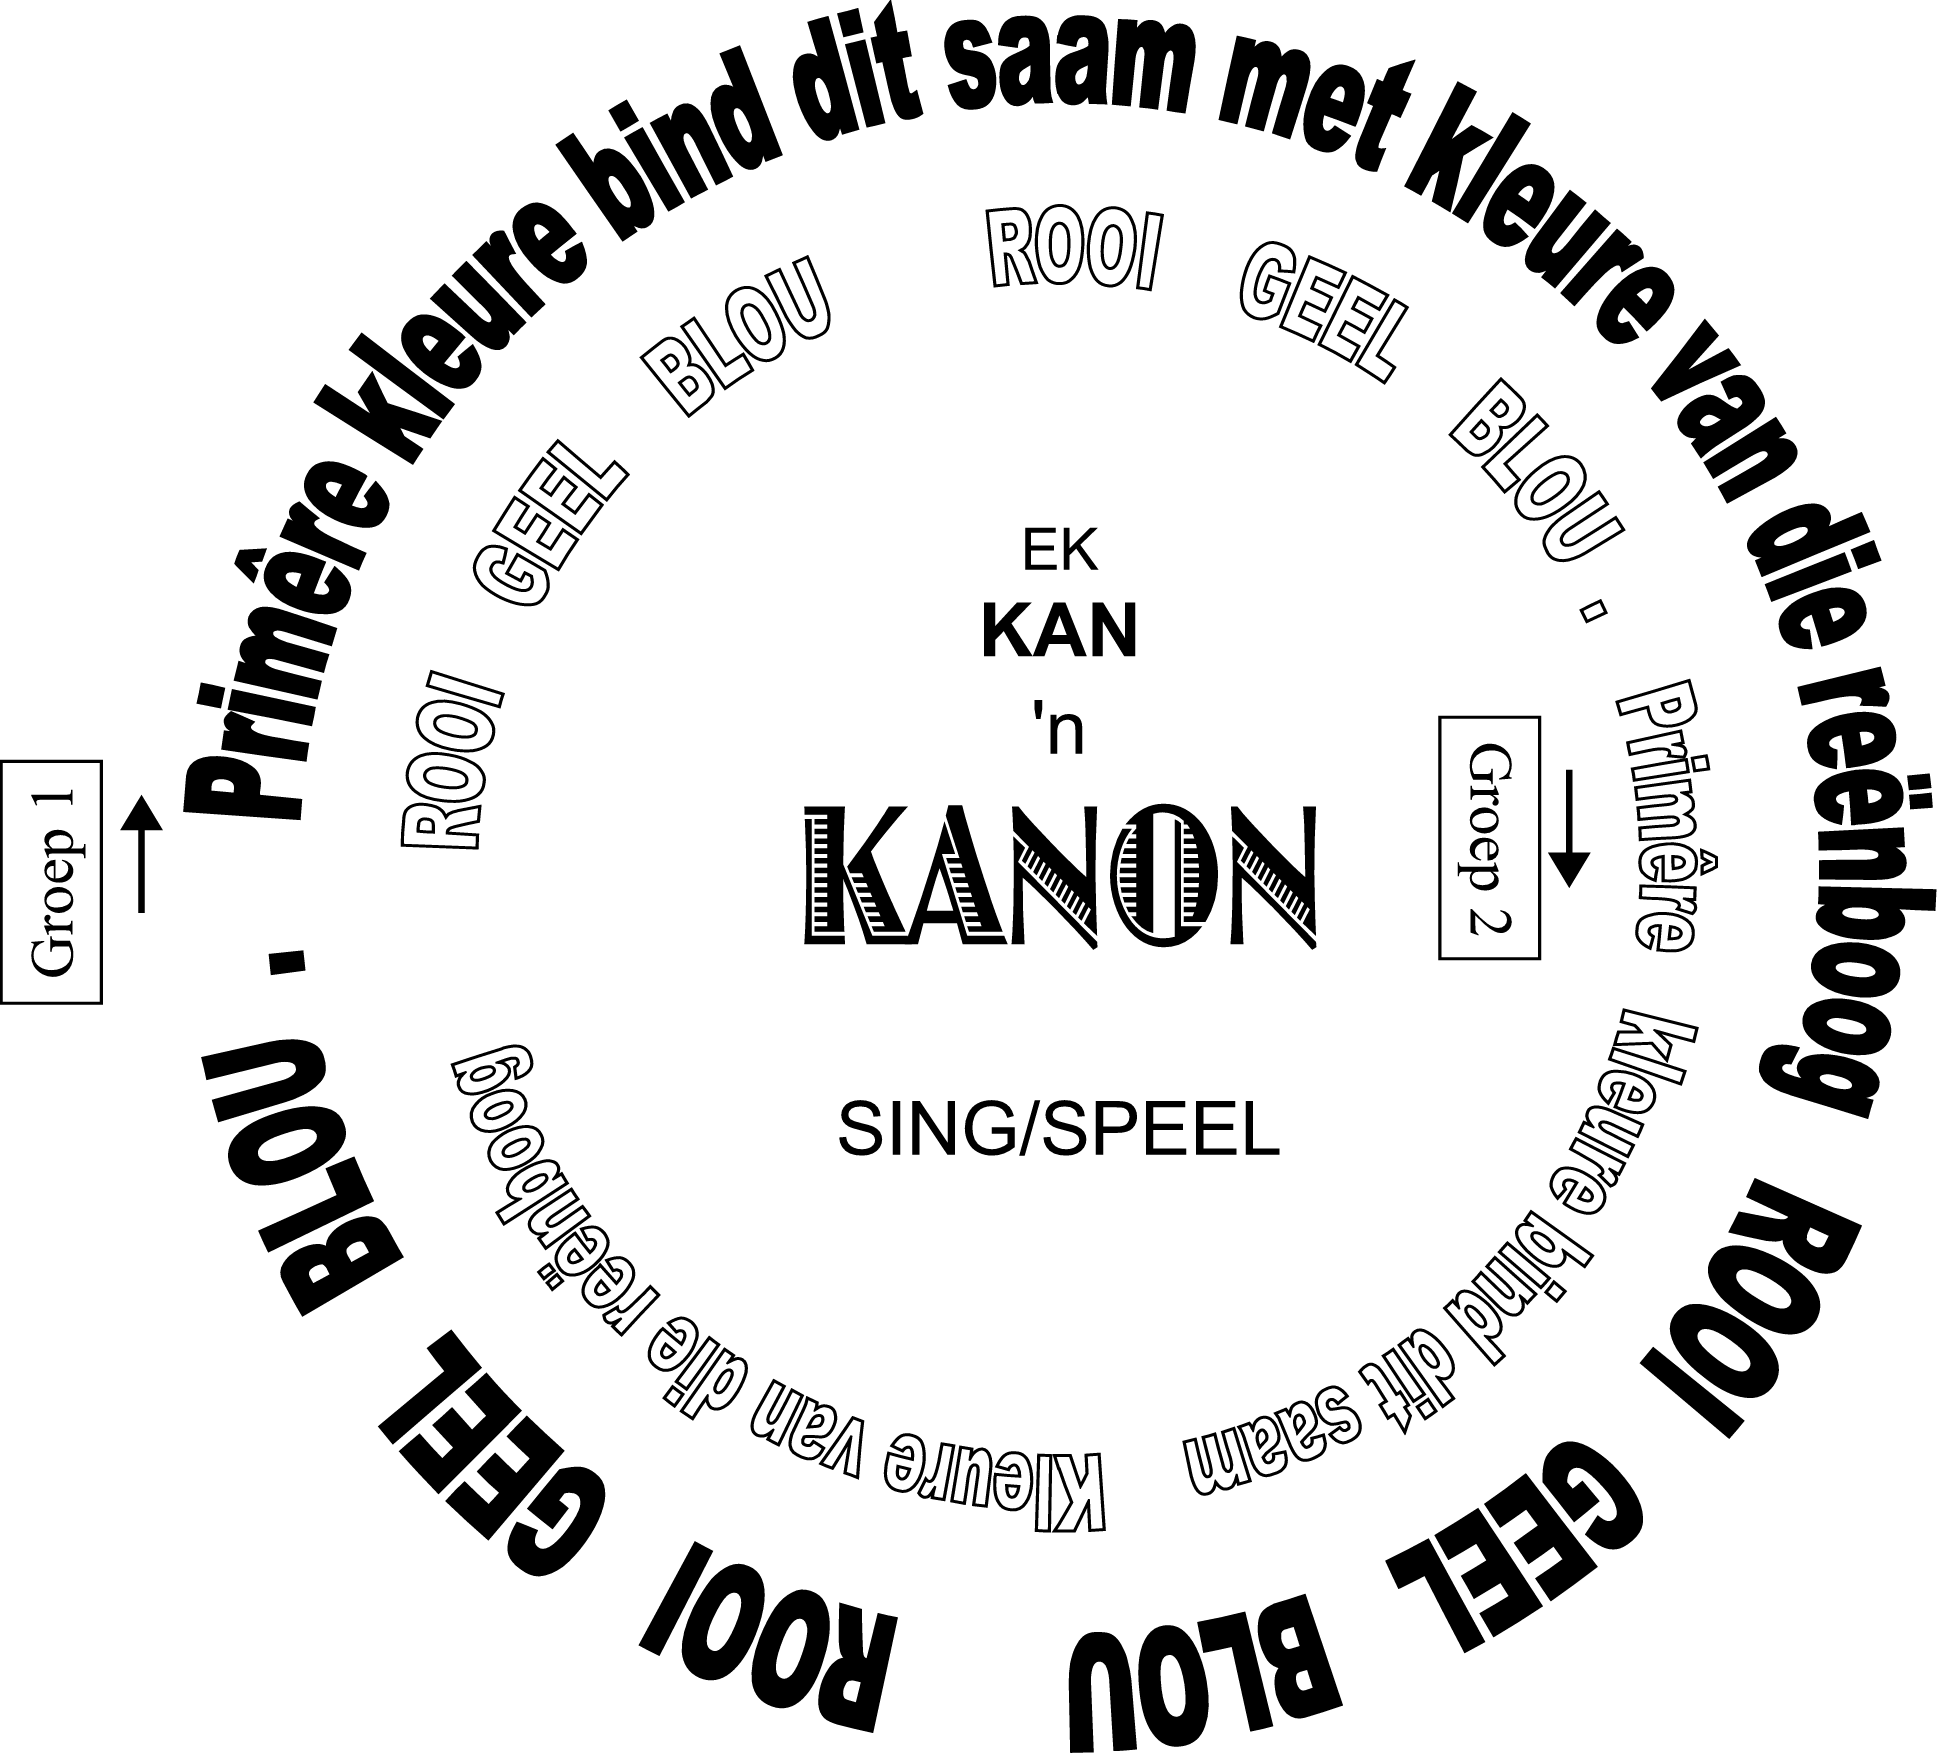 Primêre kleure bind dit saam met kleure van die reënboog ROOI GEEL BLOU ROOI GEEL BLOU .
Groep 1
Primêre kleure bind dit saam kleure van die reënboog ROOI GEEL BLOU ROOI GEEL BLOU .
Groep 2
EK
KAN
'n
KANON
SING/SPEEL